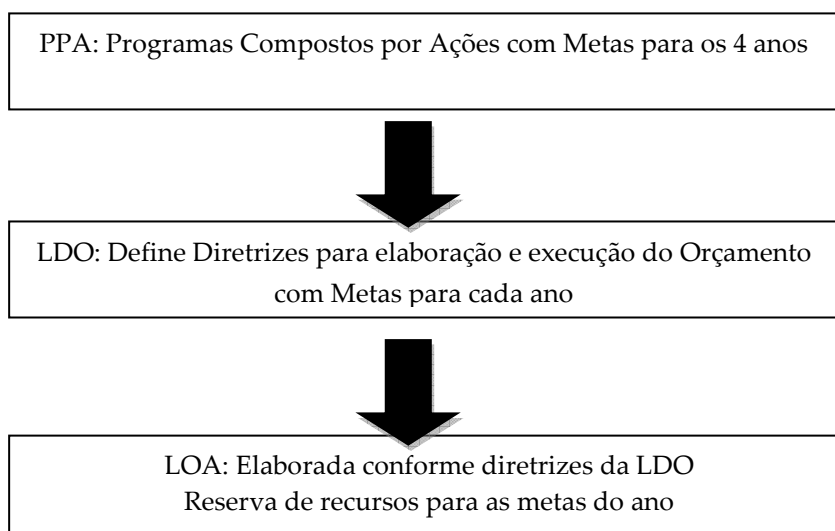 PPA: Programas Compostos por Ações com Metas para os 4 anos
LDO: Define Diretrizes para elaboração e execução do Orçamento
com Metas para cada ano
LOA: Elaborada conforme diretrizes da LDO
Reserva de recursos para as metas do ano